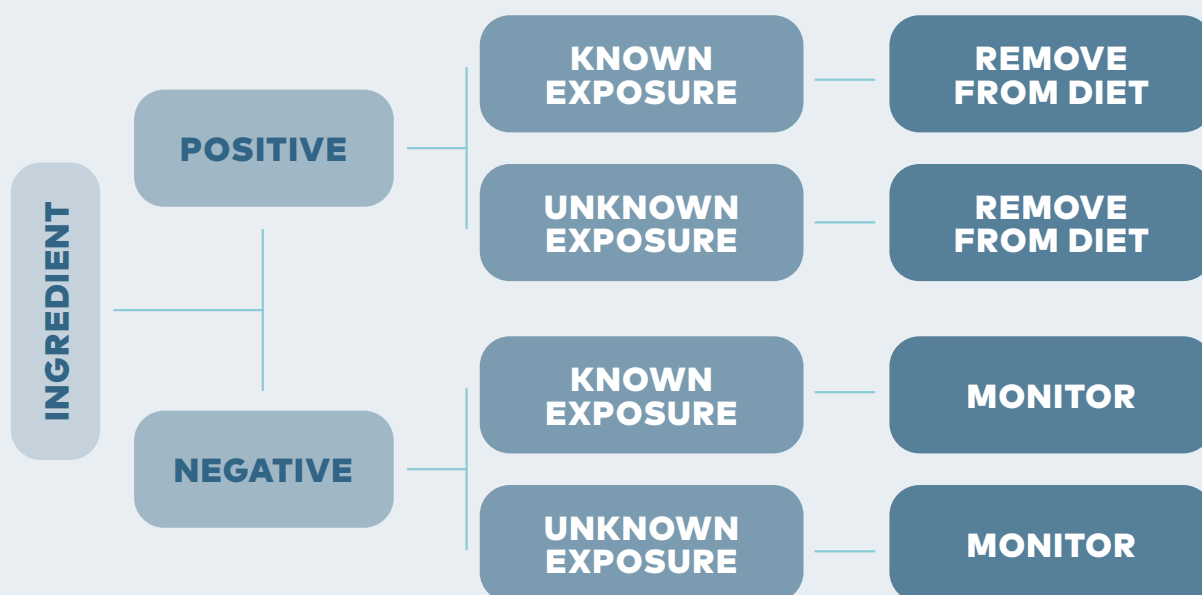 INGREDIENT
POSITIVE
KNOWN
EXPOSURE
REMOVE
FROM DIET
UNKNOWN
EXPOSURE
REMOVE
FROM DIET
NEGATIVE
KNOWN
EXPOSURE
MONITOR
UNKNOWN
EXPOSURE
MONITOR